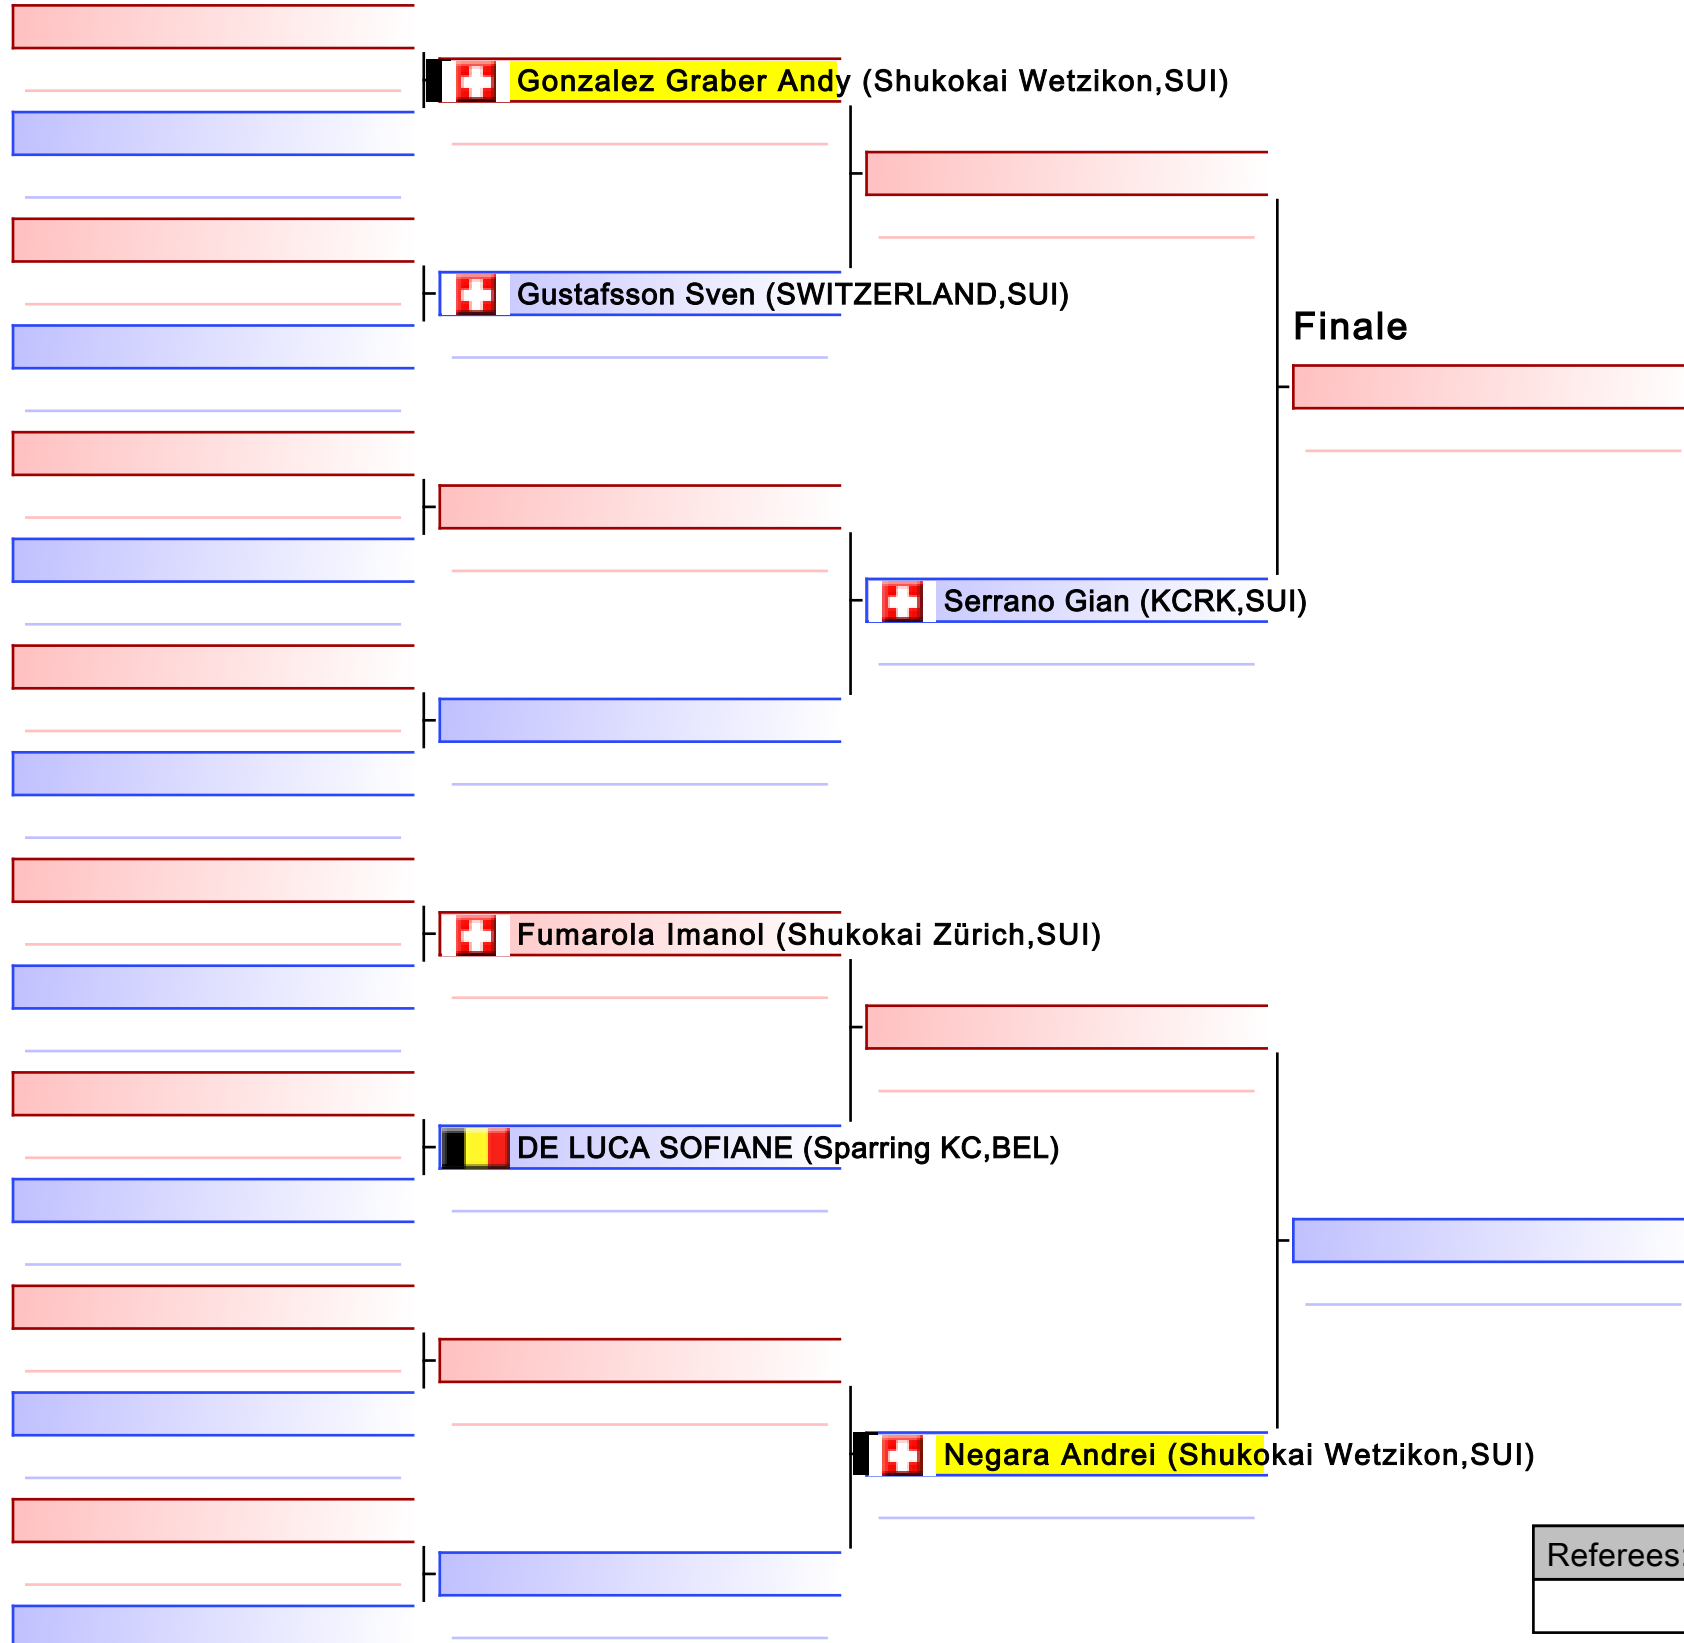 Gonzalez Graber Andy (Shukokai Wetzikon,SUI)
Gustafsson Sven (SWITZERLAND,SUI)
Finale
Serrano Gian (KCRK,SUI)
Fumarola Imanol (Shukokai Zürich,SUI)
DE LUCA SOFIANE (Sparring KC,BEL)
Negara Andrei (Shukokai Wetzikon,SUI)
Referees: